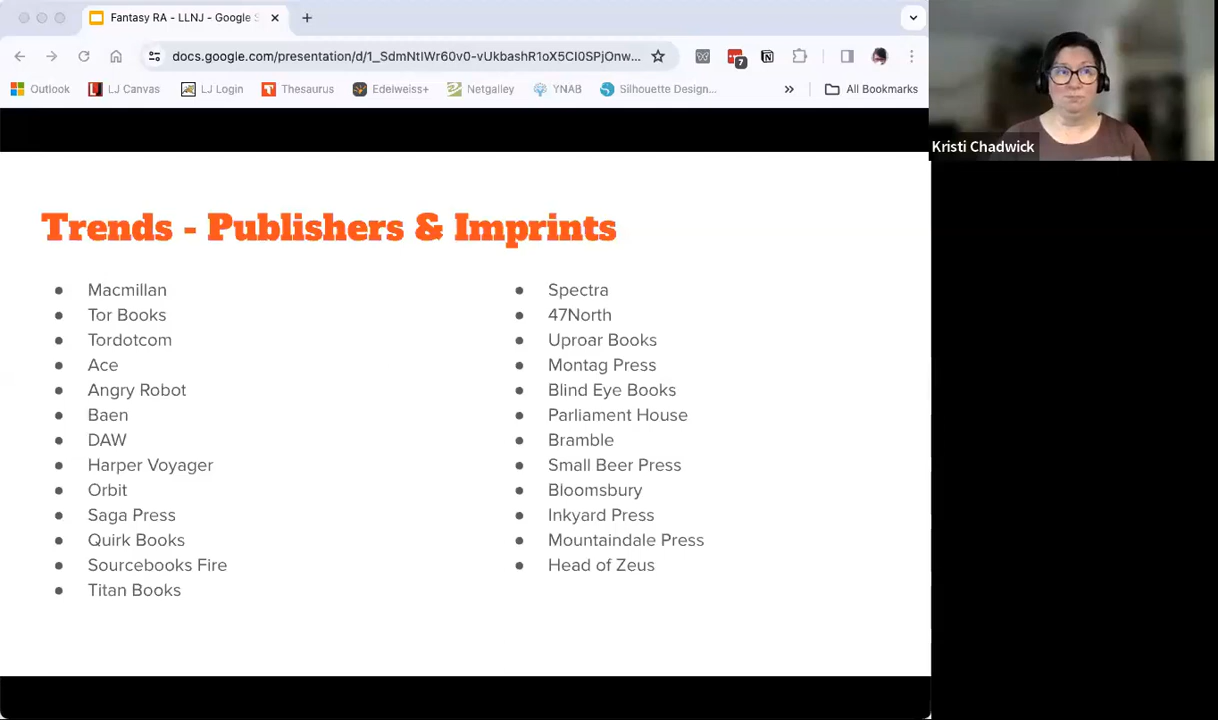 Fantasy RA - LLNJ - Google S
docs.google.com/presentation/d/1_SdmNtIWr60v0-vUkbashR1oX5CI0SPjOnw...
7
Outlook
LJ Canvas
LJ Login
Thesaurus
Edelweiss+
Netgalley
YNAB
Silhouette Design...
»
All Bookmarks
Kristi Chadwick
Trends - Publishers & Imprints
Macmillan
Tor Books
Tordotcom
Ace
Angry Robot
Baen
DAW
Harper Voyager
Orbit
Saga Press
Quirk Books
Sourcebooks Fire
Titan Books
Spectra
47North
Uproar Books
Montag Press
Blind Eye Books
Parliament House
Bramble
Small Beer Press
Bloomsbury
Inkyard Press
Mountaindale Press
Head of Zeus